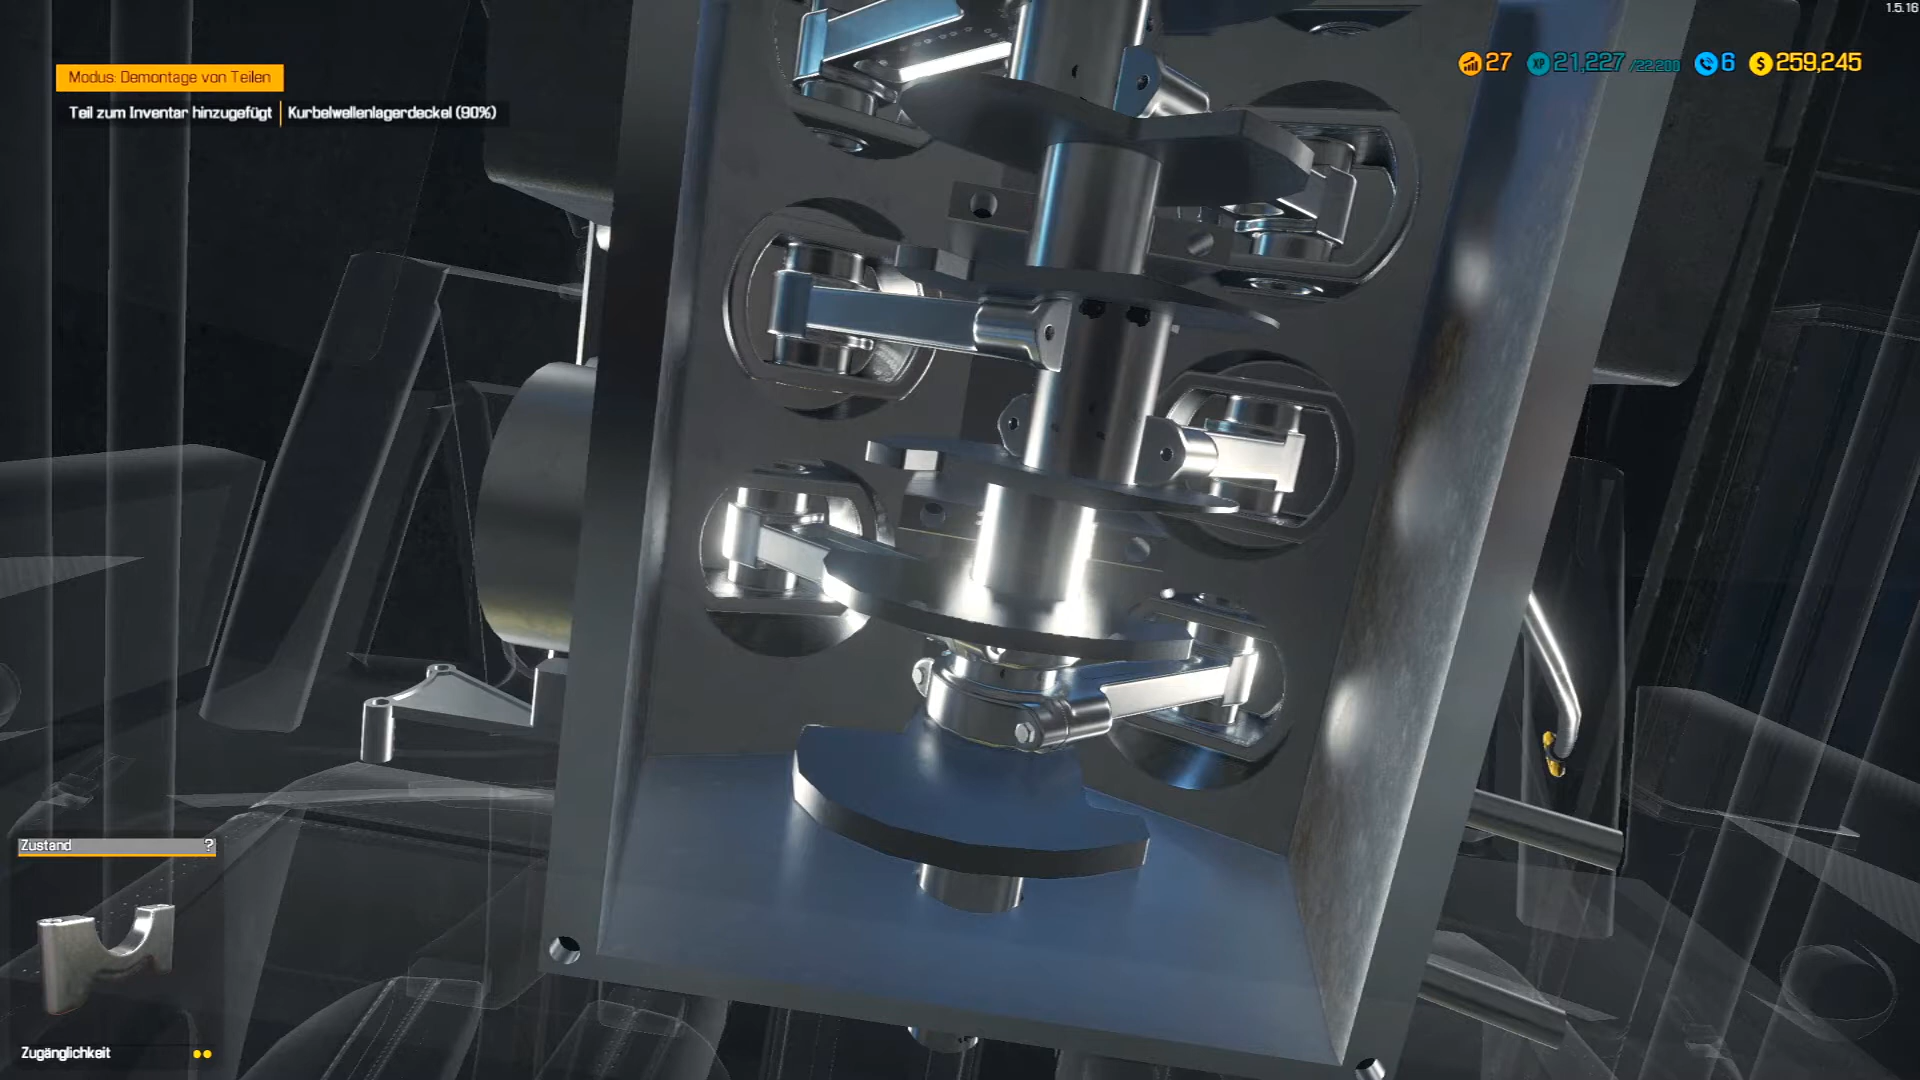 1.5.16
Modus: Demontage von Teilen
27 XP 21,227 /22,200 6 $ 259,245
Teil zum Inventar hinzugefügt Kurbelwellenlagerdeckel (90%)
Zustand ?
Zugänglichkeit